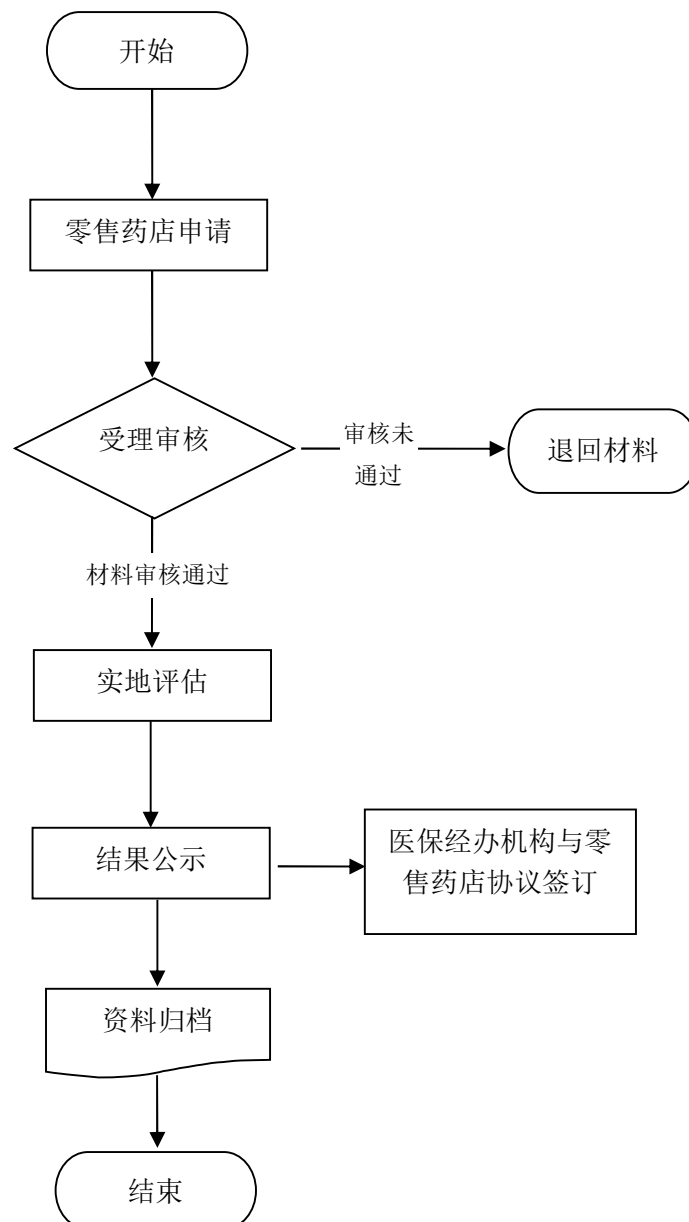 开始
零售药店申请
受理审核
审核未
通过
退回材料
材料审核通过
实地评估
结果公示
医保经办机构与零
售药店协议签订
资料归档
结束